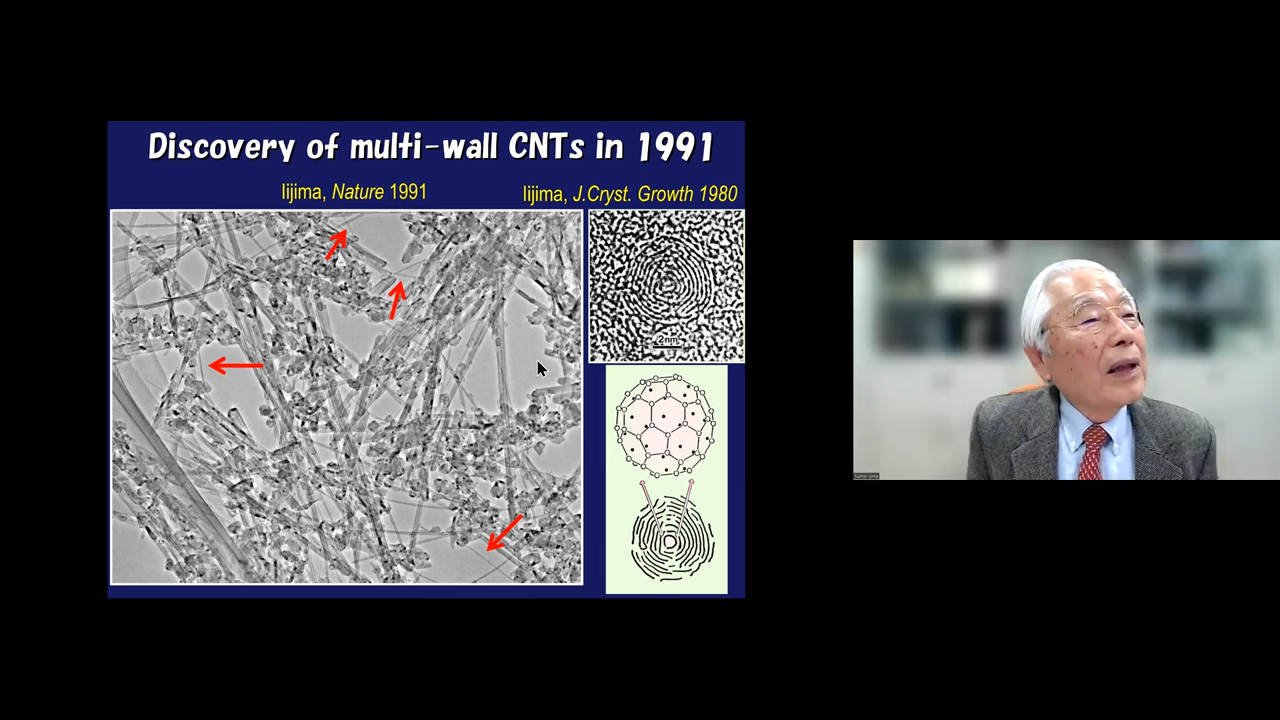 Discovery of multi-wall CNTs in 1991
Iijima, Nature 1991
Iijima, J.Cryst. Growth 1980
2nm